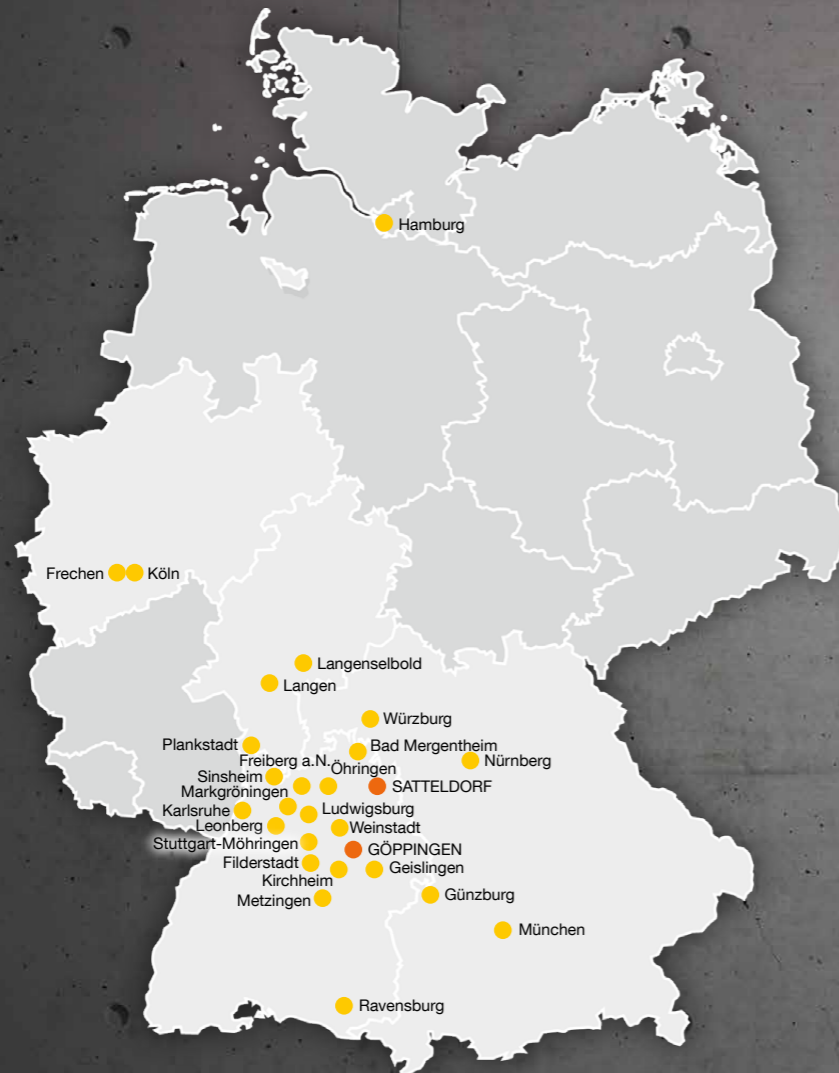 Hamburg
Frechen
Köln
Langenselbold
Langen
Würzburg
Plankstadt
Bad Mergentheim
Nürnberg
Freiberg a.N.
Öhringen
Sinsheim
SATTELDORF
Markgröningen
Karlsruhe
Ludwigsburg
Leonberg
Weinstadt
Stuttgart-Möhringen
GÖPPINGEN
Filderstadt
Geislingen
Kirchheim
Metzingen
Günzburg
München
Ravensburg